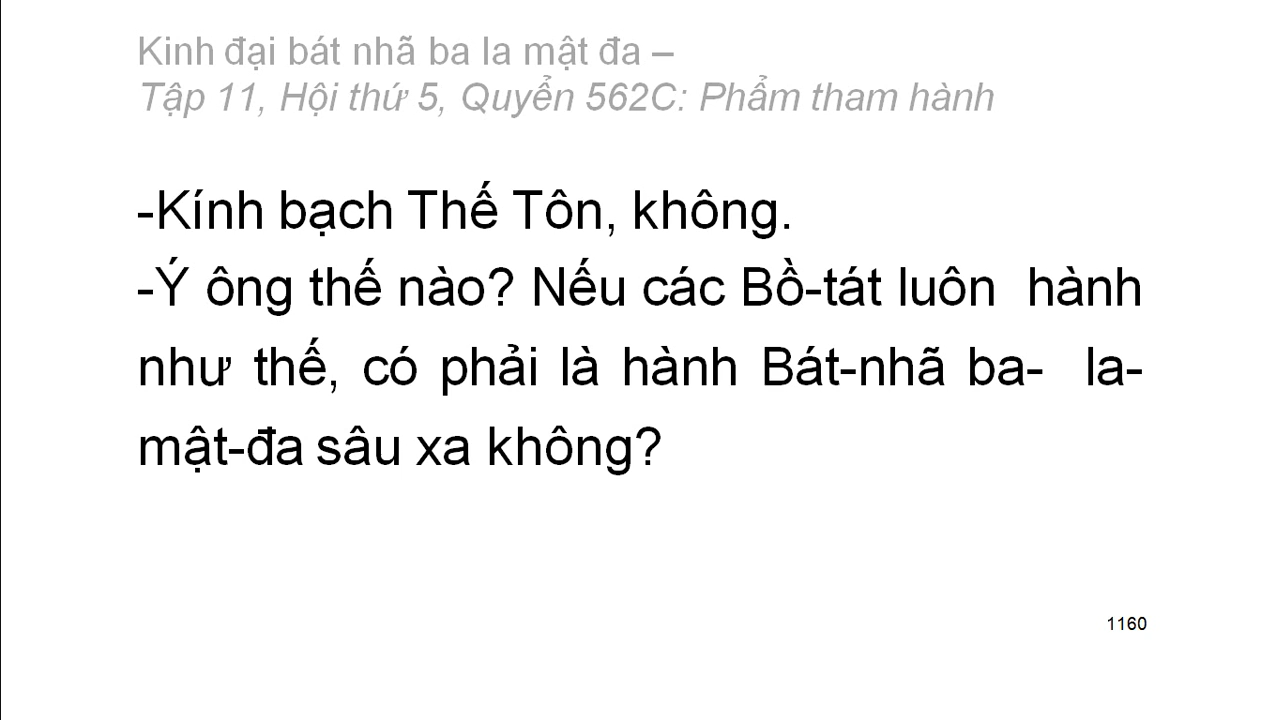 Kinh đại bát nhã ba la mật đa –
Tập 11, Hội thứ 5, Quyển 562C: Phẩm tham hành
-Kính bạch Thế Tôn, không.
-Ý ông thế nào? Nếu các Bồ-tát luôn hành
như thế, có phải là hành Bát-nhã ba- la-
mật-đa sâu xa không?
1160